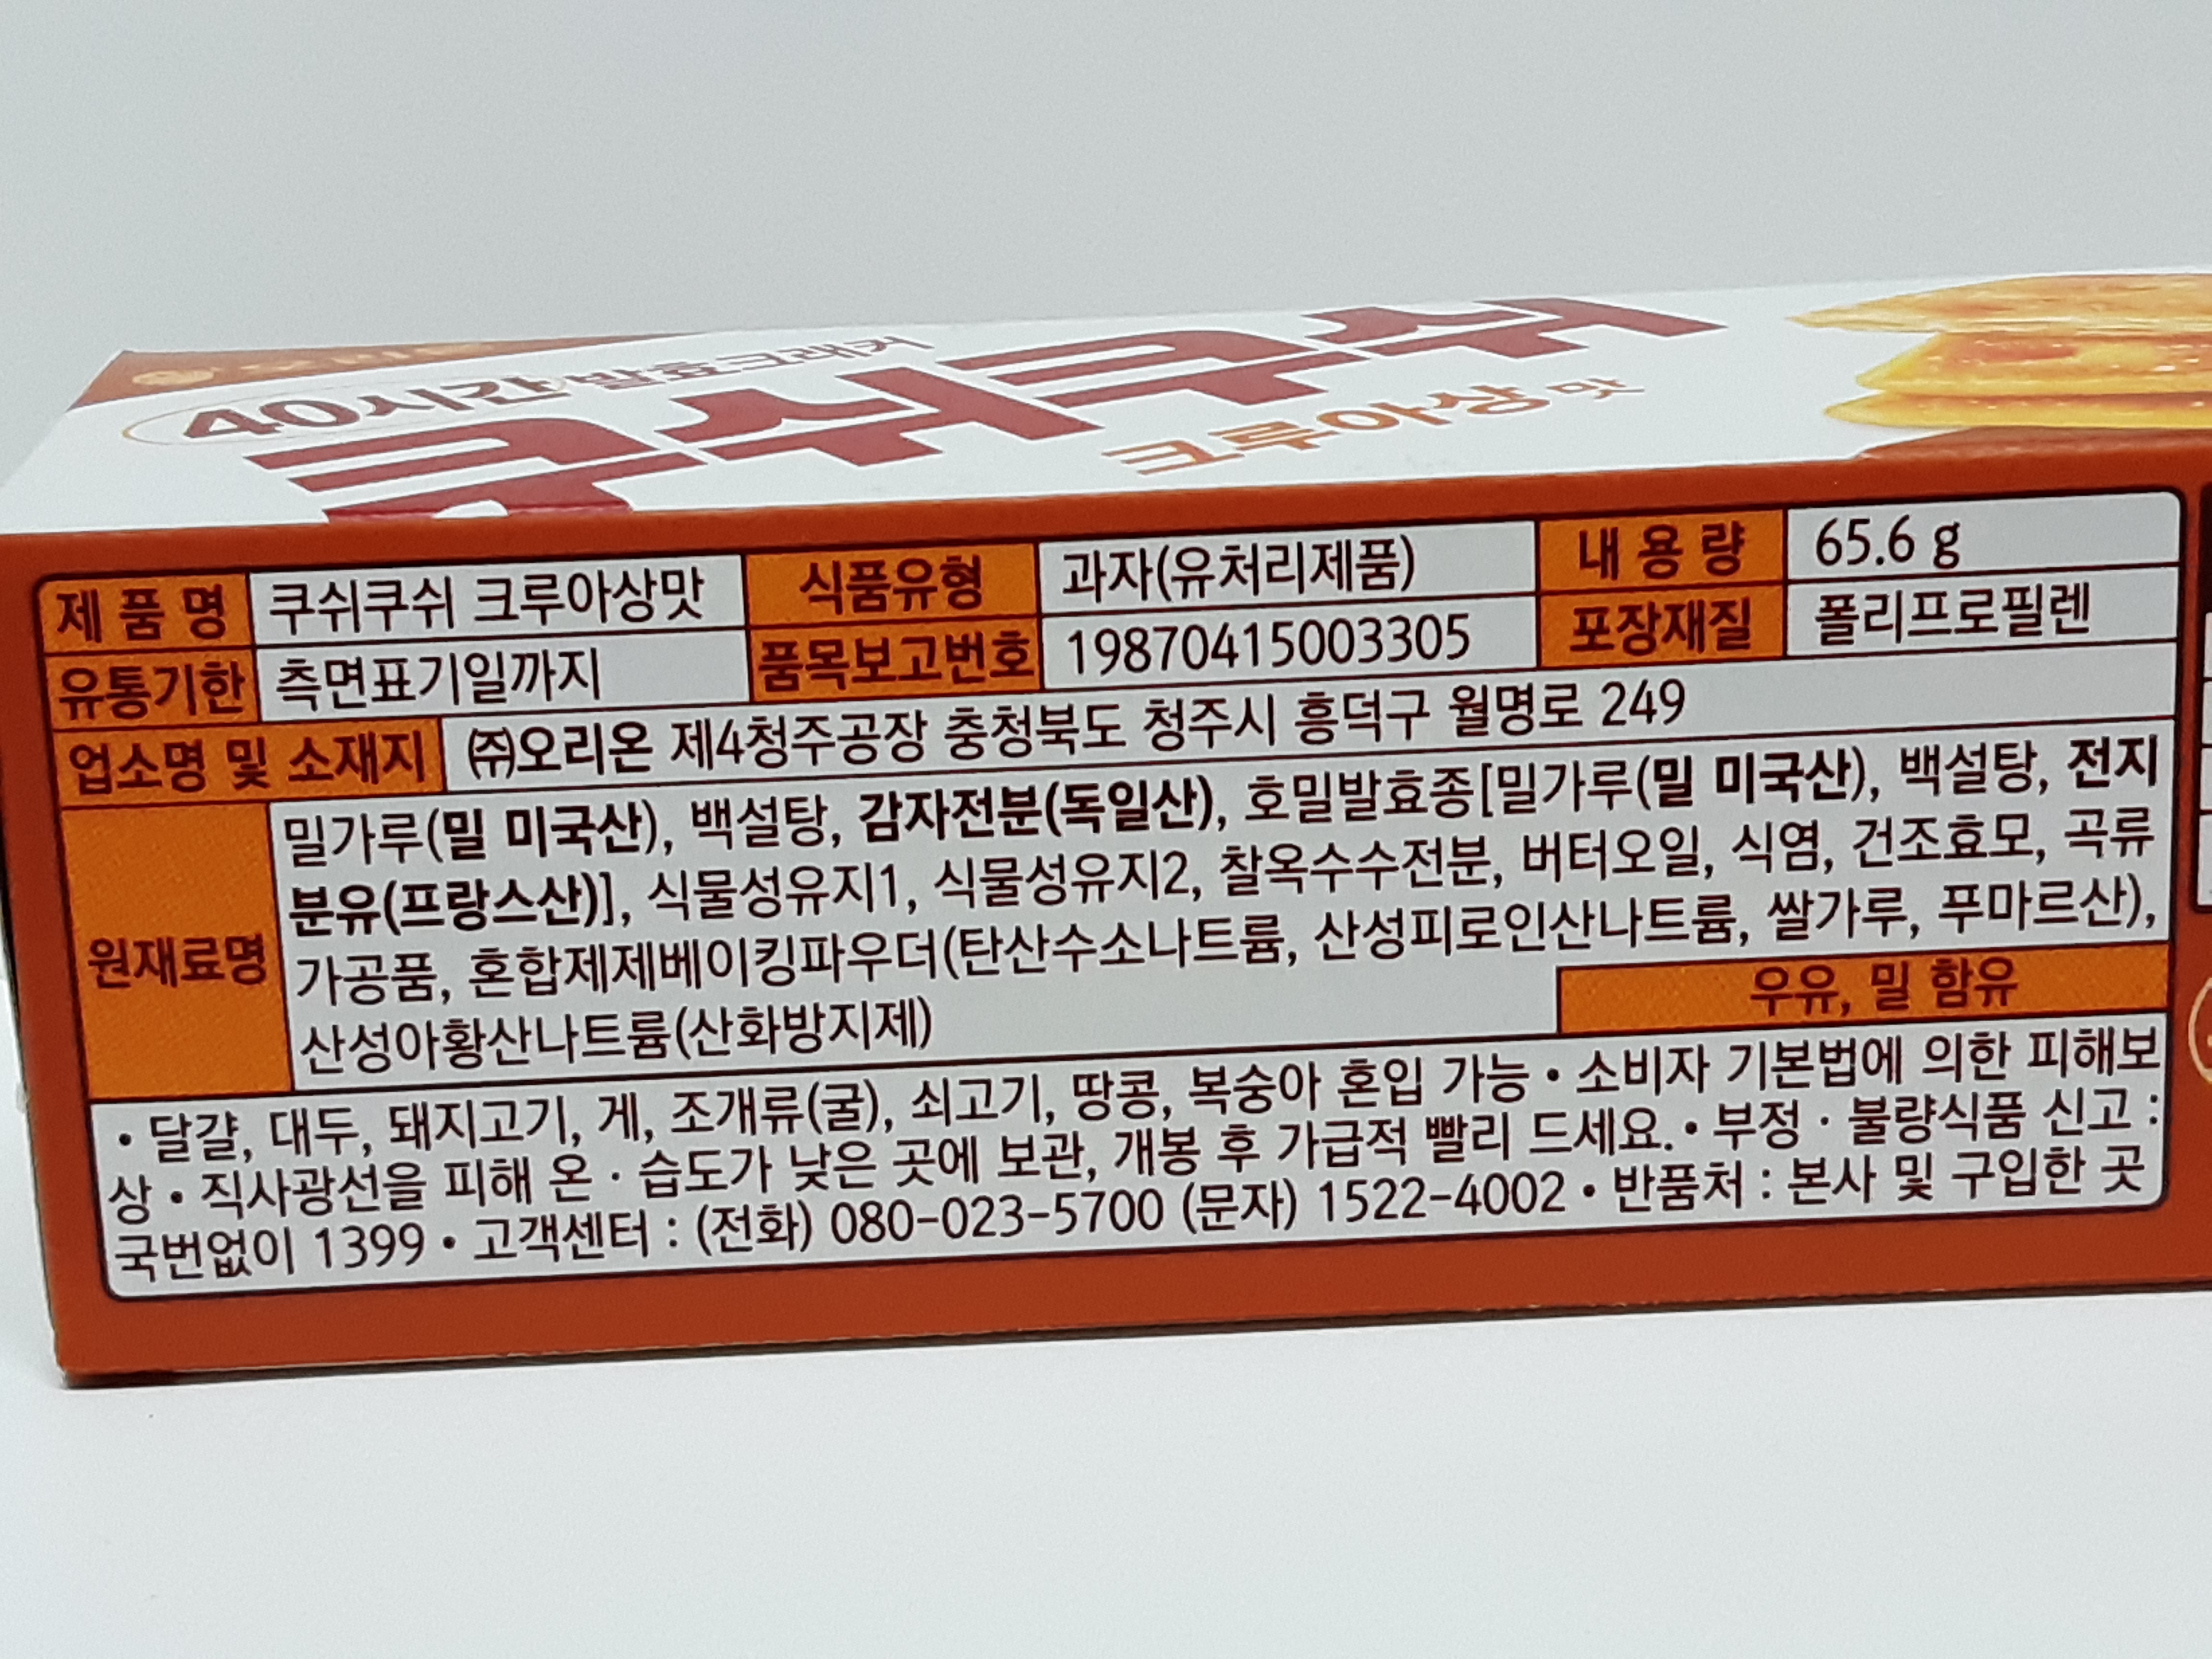 40시간 발효크래커
쿠쉬쿠쉬
크루아상맛
제품명 쿠쉬쿠쉬 크루아상맛 식품유형 과자(유처리제품) 내용량 65.6 g
유통기한 측면표기일까지 품목보고번호 19870415003305 포장재질 폴리프로필렌
업소명 및 소재지 ㈜오리온 제4청주공장 충청북도 청주시 흥덕구 월명로 249
원재료명
밀가루(밀 미국산), 백설탕, 감자전분(독일산), 호밀발효종[밀가루(밀 미국산), 백설탕, 전지
분유(프랑스산)], 식물성유지1, 식물성유지2, 찰옥수수전분, 버터오일, 식염, 건조효모, 곡류
가공품, 혼합제제베이킹파우더(탄산수소나트륨, 산성피로인산나트륨, 쌀가루, 푸마르산),
산성아황산나트륨(산화방지제)
우유, 밀 함유
• 달걀, 대두, 돼지고기, 게, 조개류(굴), 쇠고기, 땅콩, 복숭아 혼입 가능 • 소비자 기본법에 의한 피해보
상 • 직사광선을 피해 온 · 습도가 낮은 곳에 보관, 개봉 후 가급적 빨리 드세요. • 부정 · 불량식품 신고 :
국번없이 1399 • 고객센터 : (전화) 080-023-5700 (문자) 1522-4002 • 반품처 : 본사 및 구입한 곳